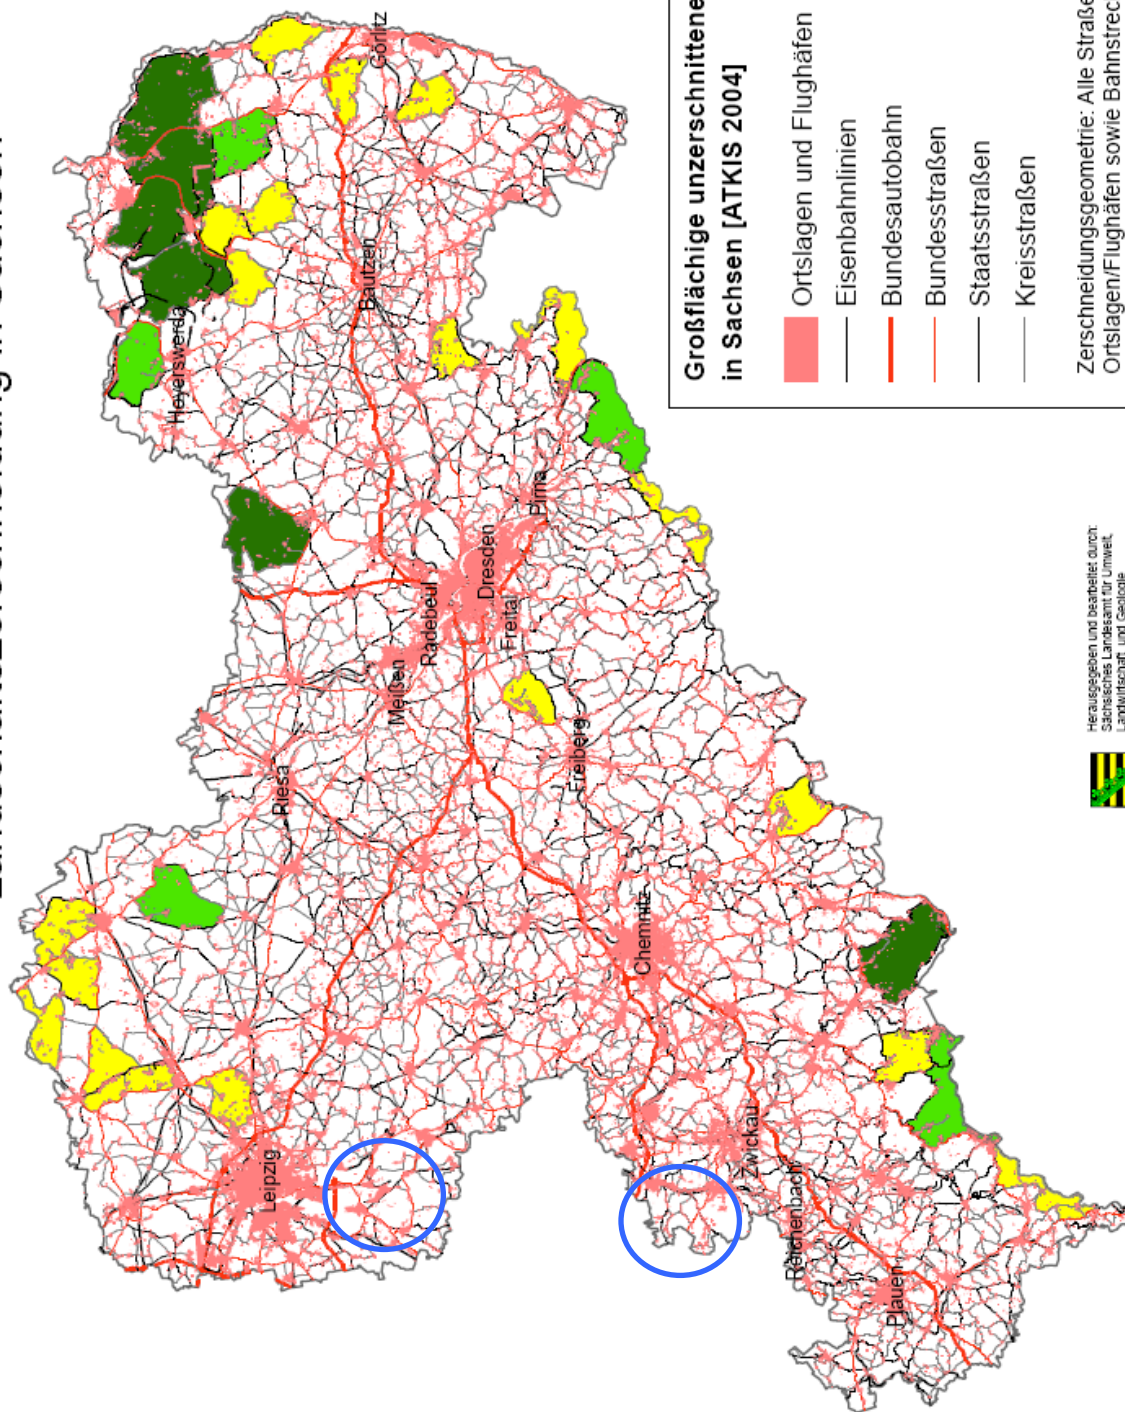 Großflächige unzerschnittene
in Sachsen [ATKIS 2004]
Ortslagen und Flughäfen
Eisenbahnlinien
Bundesautobahn
Bundesstraßen
Staatsstraßen
Kreisstraßen
Zerschneidungsgeometrie: Alle Straße
Ortslagen/Flughäfen sowie Bahnstrec
Herausgegeben und bearbeitet durch:
Sächsisches Landesamt für Umwelt,
Landwirtschaft und Geologie
Görlitz
Bautzen
Hoyerswerda
Pirna
Dresden
Radebeul
Freital
Meißen
Freiberg
Riesa
Chemnitz
Leipzig
Zwickau
Reichenbach
Plauen